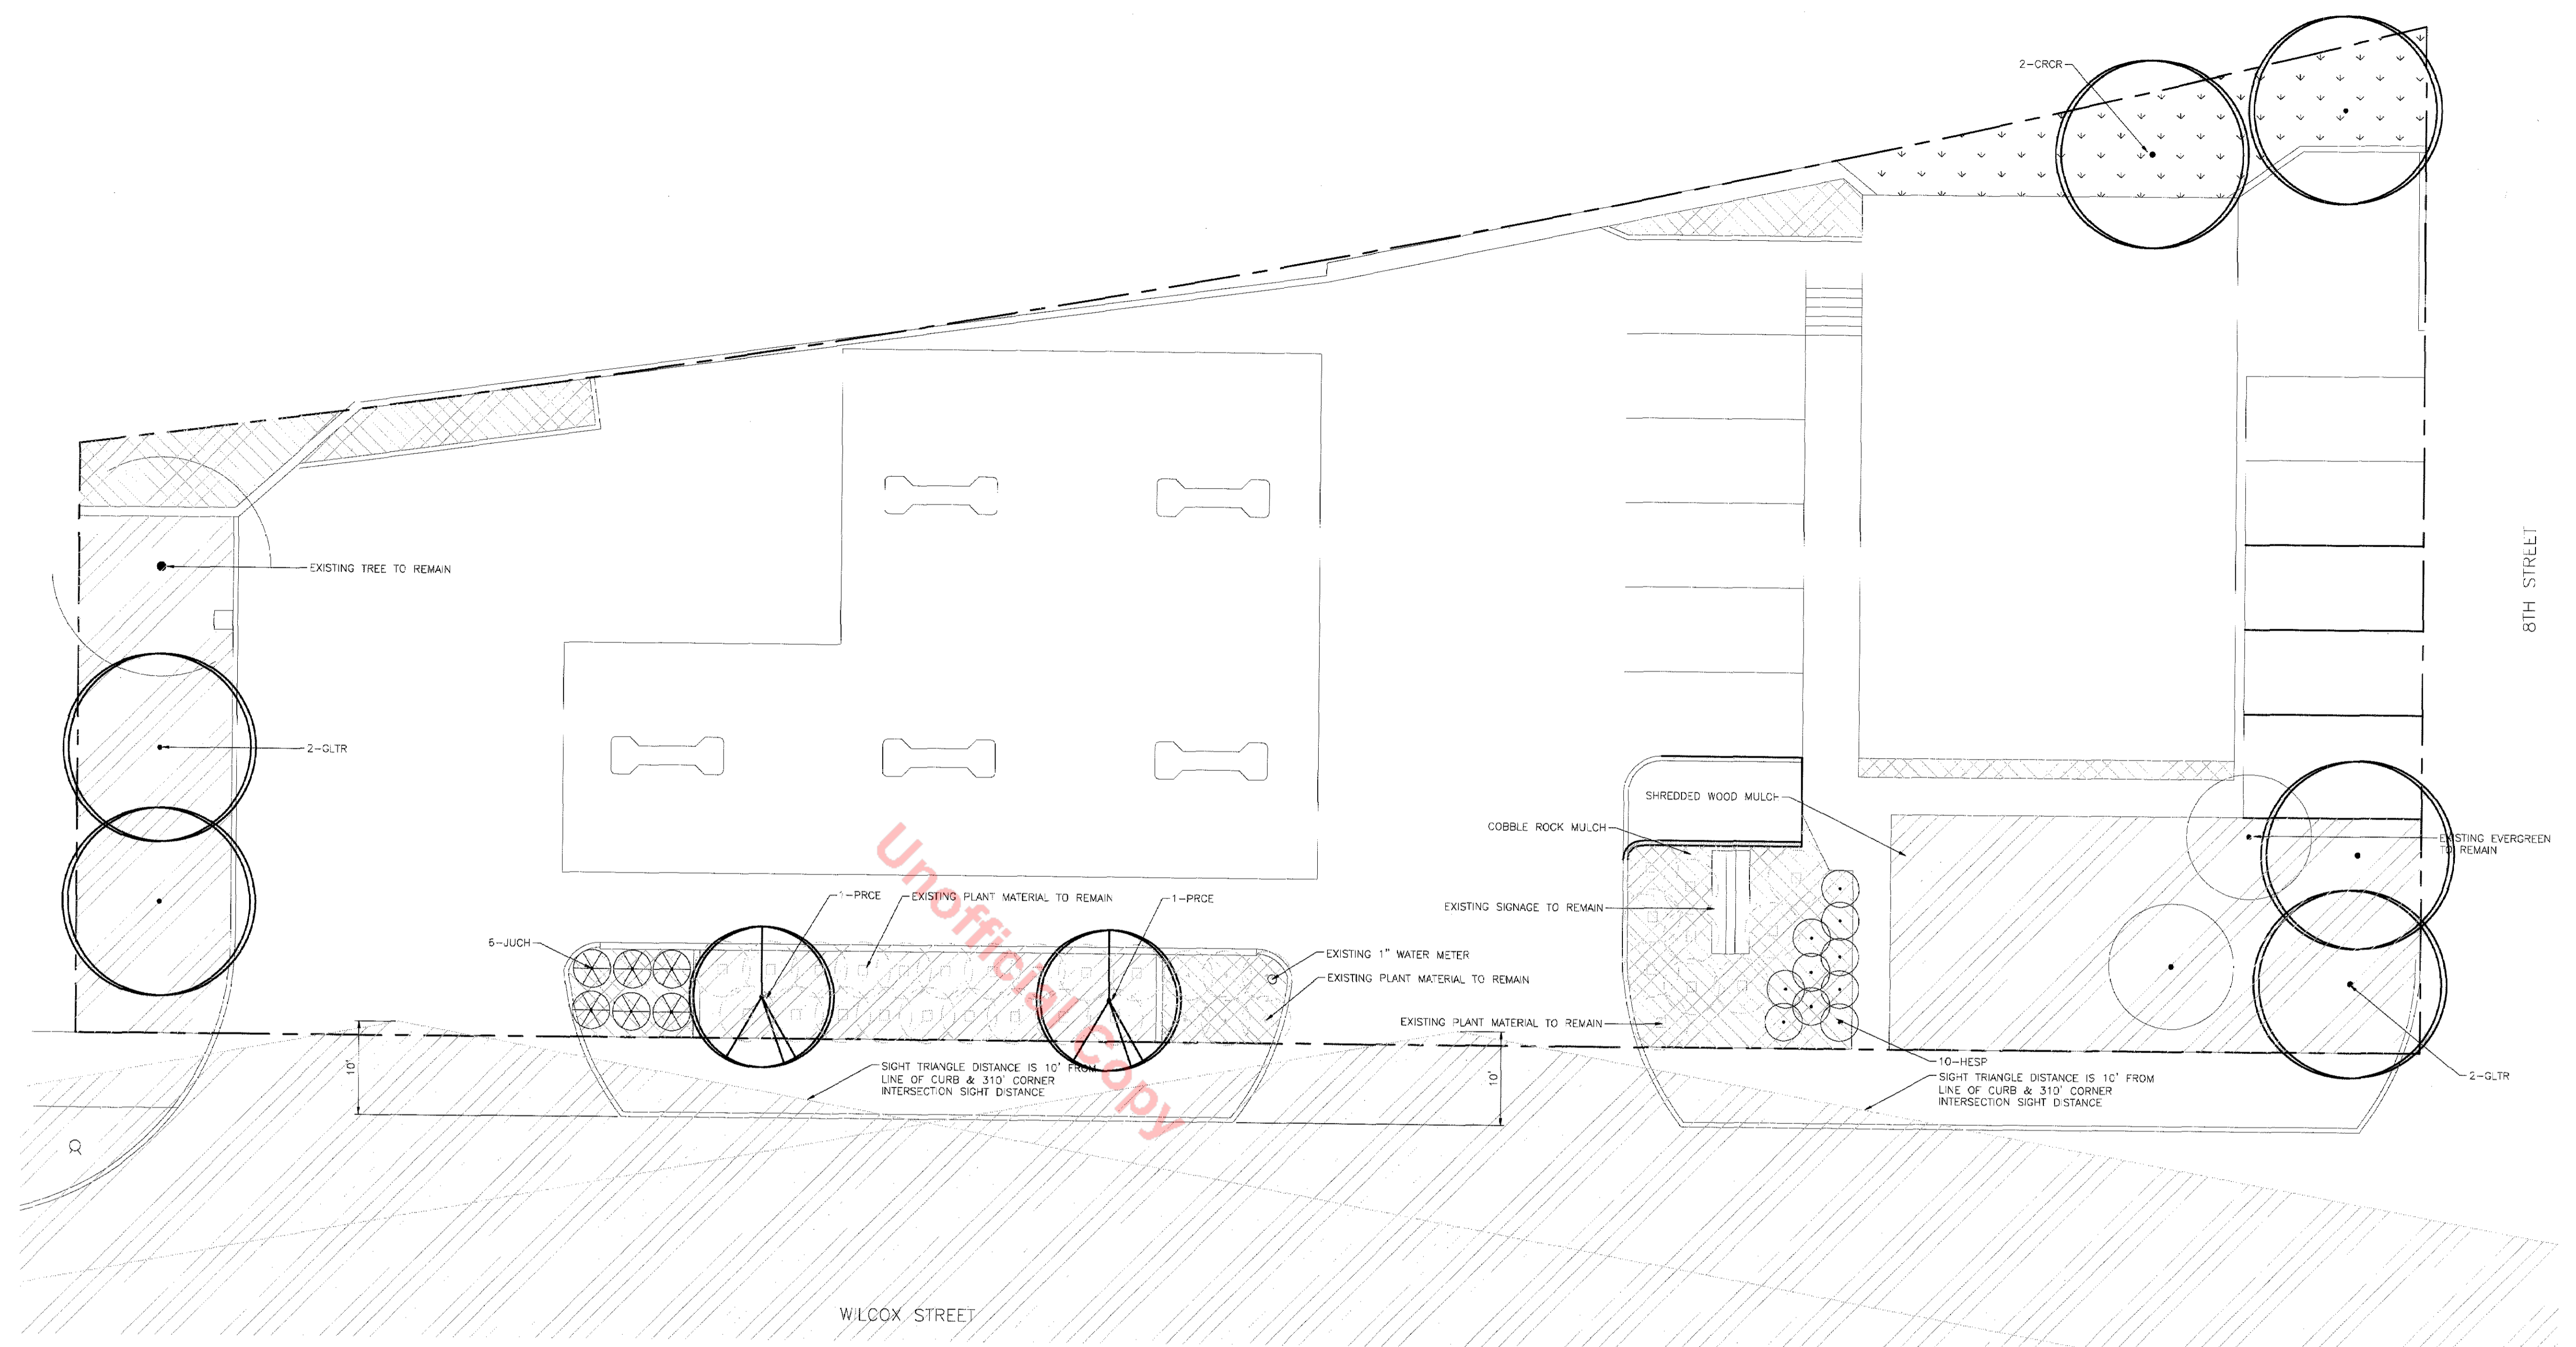 2-CRCR
8TH STREET
EXISTING TREE TO REMAIN
2-GLTR
SHREDDED WOOD MULCH
COBBLE ROCK MULCH
EXISTING EVERGREEN
TO REMAIN
1-PRCE
EXISTING PLANT MATERIAL TO REMAIN
1-PRCE
EXISTING SIGNAGE TO REMAIN
6-JUCH
EXISTING 1" WATER METER
EXISTING PLANT MATERIAL TO REMAIN
EXISTING PLANT MATERIAL TO REMAIN
10'
10'
SIGHT TRIANGLE DISTANCE IS 10' FROM
LINE OF CURB & 310' CORNER
INTERSECTION SIGHT DISTANCE
10-HESP
SIGHT TRIANGLE DISTANCE IS 10' FROM
LINE OF CURB & 310' CORNER
INTERSECTION SIGHT DISTANCE
2-GLTR
WILCOX STREET
Unofficial Copy